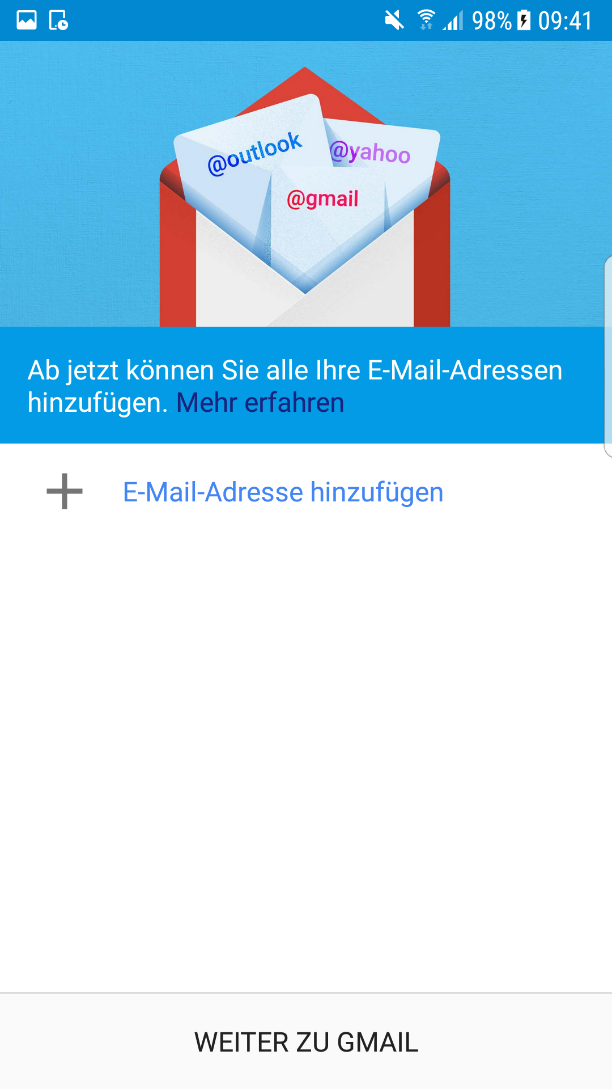 98% 09:41
@outlook
@yahoo
@gmail
Ab jetzt können Sie alle Ihre E-Mail-Adressen
hinzufügen. Mehr erfahren
E-Mail-Adresse hinzufügen
WEITER ZU GMAIL